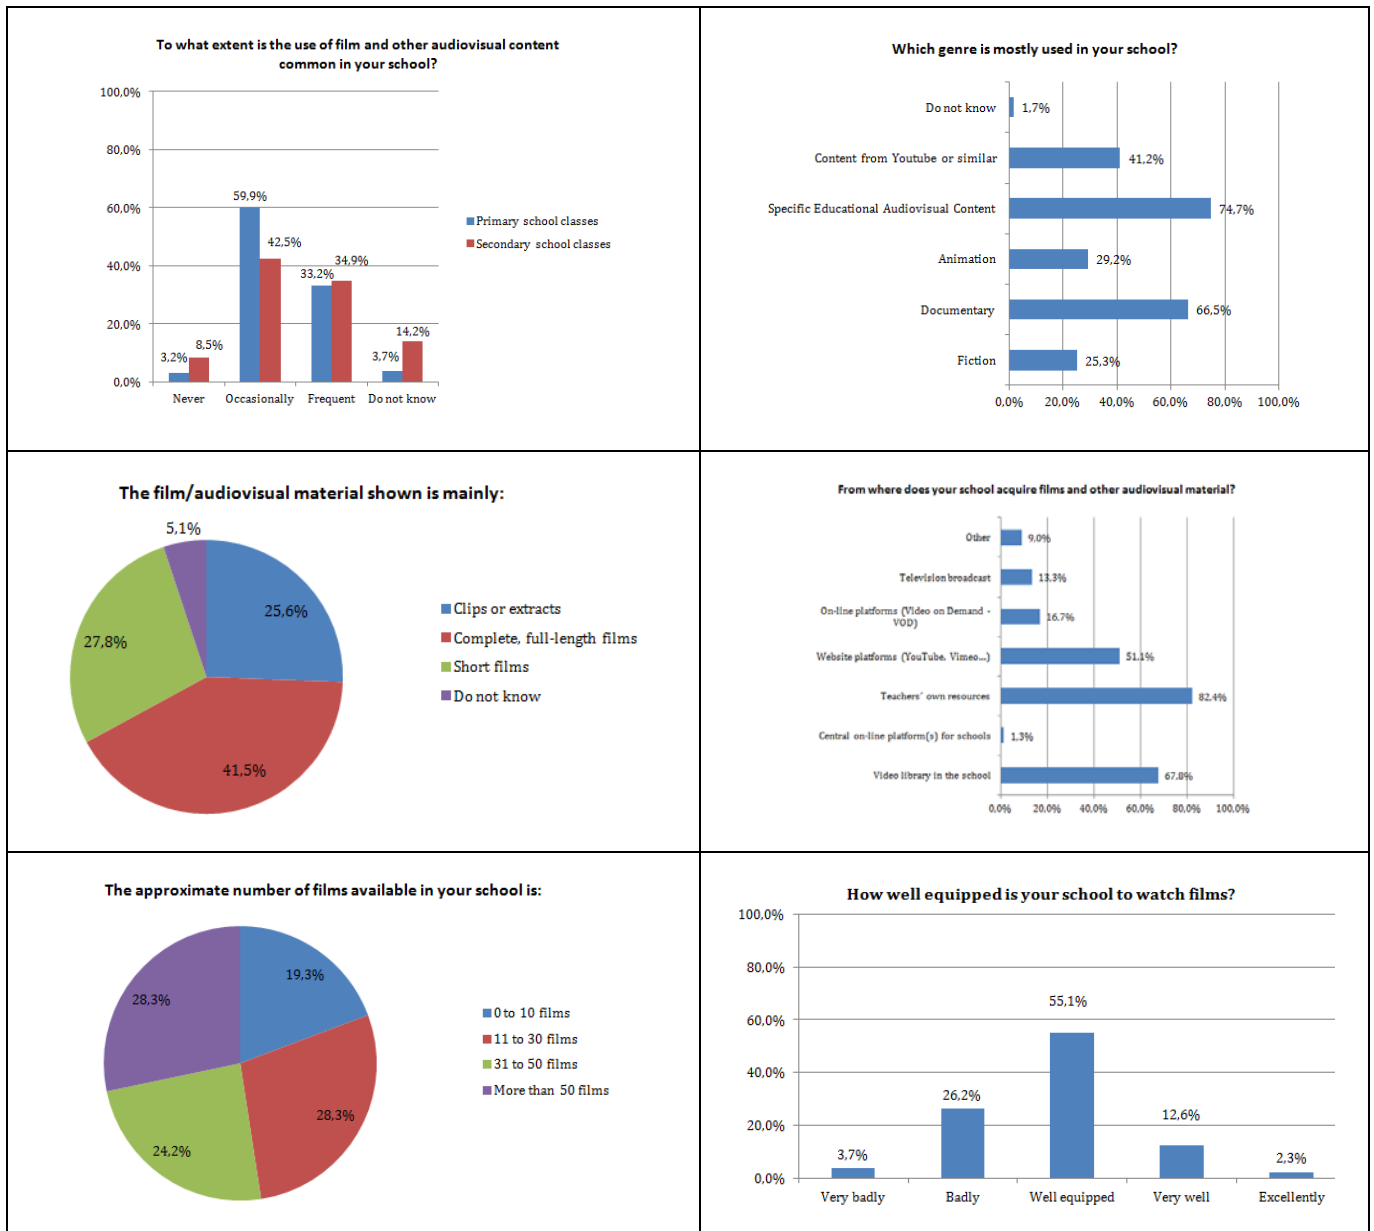 To what extent is the use of film and other audiovisual content
common in your school?
100,0%
80,0%
60,0%
40,0%
20,0%
0,0%
59,9%
42,5%
33,2%
34,9%
3,2%
8,5%
3,7%
14,2%
Never
Occasionally
Frequent
Do not know
Primary school classes
Secondary school classes
Which genre is mostly used in your school?
Do not know
1,7%
Content from Youtube or similar
41,2%
Specific Educational Audiovisual Content
74,7%
Animation
29,2%
Documentary
66,5%
Fiction
25,3%
0,0%
20,0%
40,0%
60,0%
80,0%
100,0%
The film/audiovisual material shown is mainly:
5,1%
25,6%
27,8%
41,5%
Clips or extracts
Complete, full-length films
Short films
Do not know
From where does your school acquire films and other audiovisual material?
Other
9,0%
Television broadcast
13,3%
On-line platforms (Video on Demand -
VOD)
16,7%
Website platforms (YouTube, Vimeo...)
51,1%
Teachers´ own resources
82,4%
Central on-line platform(s) for schools
1,3%
Video library in the school
67,8%
0,0%
20,0%
40,0%
60,0%
80,0%
100,0%
The approximate number of films available in your school is:
19,3%
28,3%
28,3%
24,2%
0 to 10 films
11 to 30 films
31 to 50 films
More than 50 films
How well equipped is your school to watch films?
100,0%
80,0%
60,0%
40,0%
20,0%
0,0%
3,7%
26,2%
55,1%
12,6%
2,3%
Very badly
Badly
Well equipped
Very well
Excellently